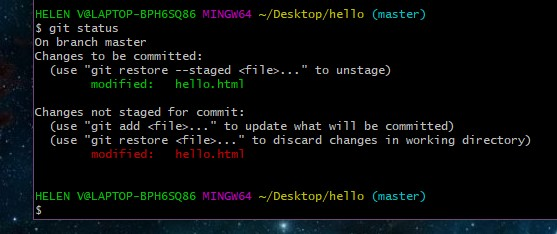 HELEN V@LAPTOP-BPH6SQ86 MINGW64 ~/Desktop/hello (master)
$ git status
On branch master
Changes to be committed:
  (use "git restore --staged <file>..." to unstage)
        modified:   hello.html

Changes not staged for commit:
  (use "git add <file>..." to update what will be committed)
  (use "git restore <file>..." to discard changes in working directory)
        modified:   hello.html

HELEN V@LAPTOP-BPH6SQ86 MINGW64 ~/Desktop/hello (master)
$